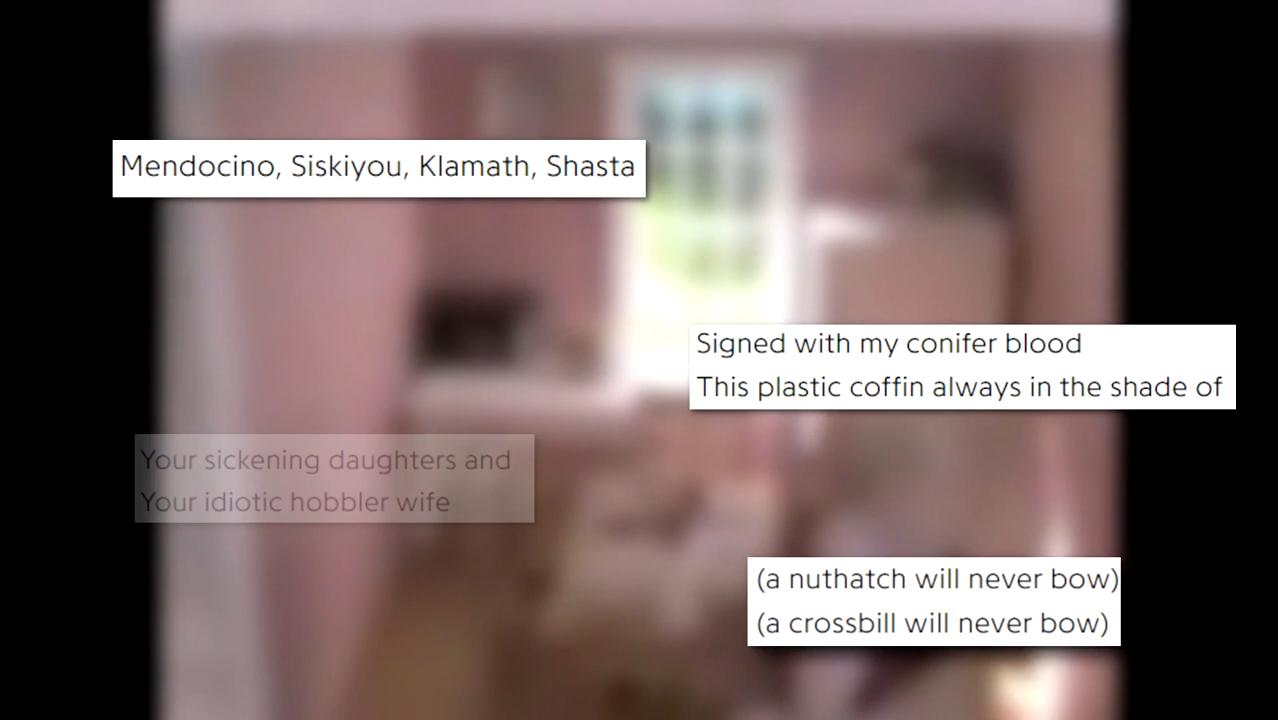 Mendocino, Siskiyou, Klamath, Shasta
Signed with my conifer blood
This plastic coffin always in the shade of
Your sickening daughters and
Your idiotic hobbler wife
(a nuthatch will never bow)
(a crossbill will never bow)